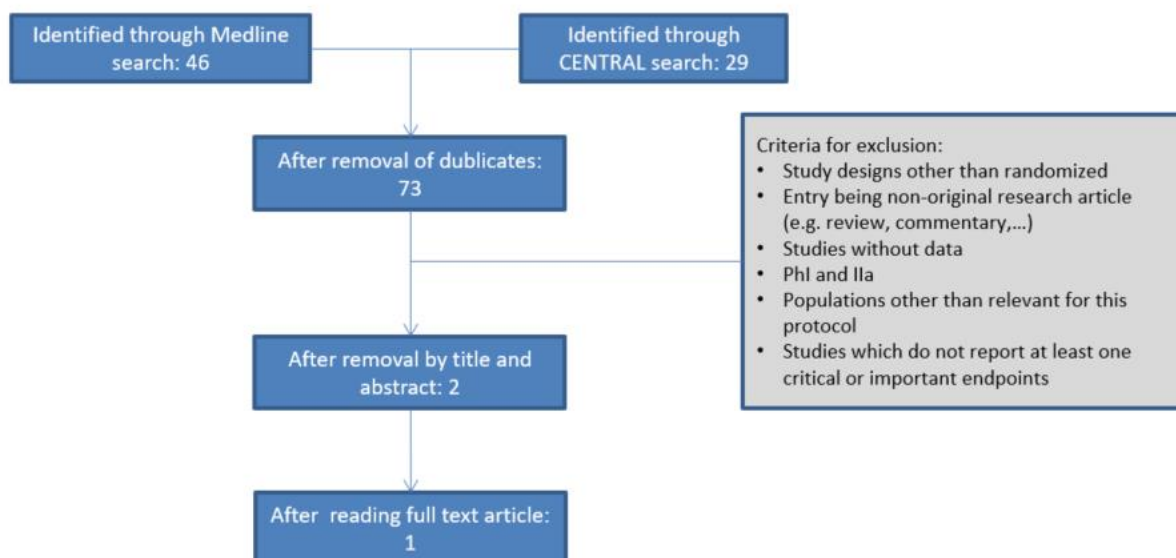 Identified through Medline
search: 46
Identified through
CENTRAL search: 29
After removal of dublicates:
73
Criteria for exclusion:
• Study designs other than randomized
• Entry being non-original research article
(e.g. review, commentary,...)
• Studies without data
• PhI and IIa
• Populations other than relevant for this
protocol
• Studies which do not report at least one
critical or important endpoints
After removal by title and
abstract: 2
After reading full text article:
1